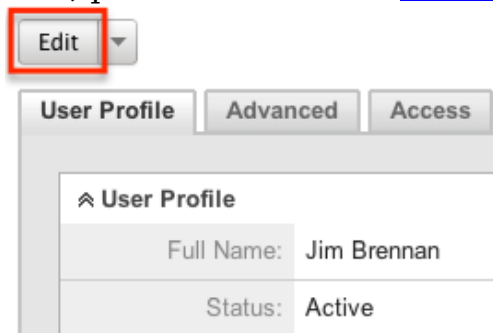 Edit
User Profile Advanced Access
User Profile
Full Name: Jim Brennan
Status: Active